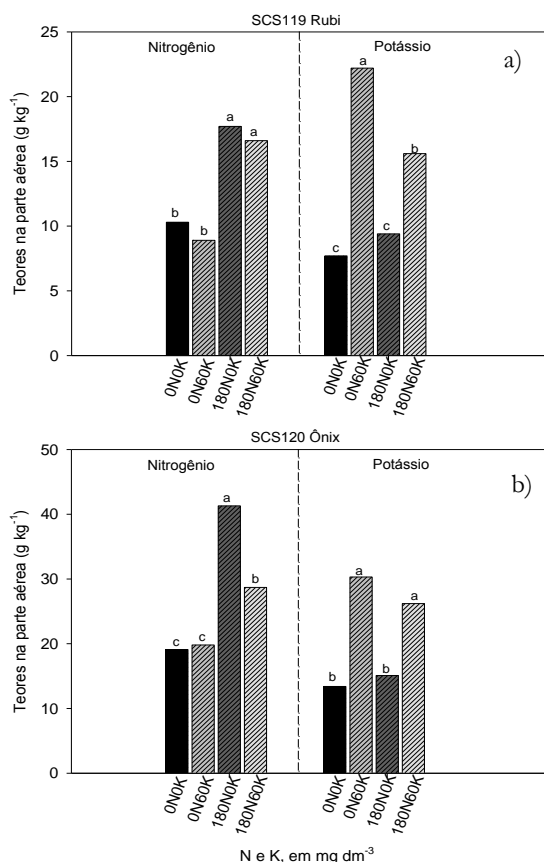 SCS119 Rubi
Teores na parte aérea (g kg⁻¹)
25
20
15
10
5
0
Nitrogênio
Potássio
a)
b
b
a
a
c
a
c
b
0N0K
0N60K
180N0K
180N60K
0N0K
0N60K
180N0K
180N60K
SCS120 Ônix
Teores na parte aérea (g kg⁻¹)
50
40
30
20
10
0
Nitrogênio
Potássio
b)
c
c
a
b
b
a
b
a
0N0K
0N60K
180N0K
180N60K
0N0K
0N60K
180N0K
180N60K
N e K, em mg dm⁻³